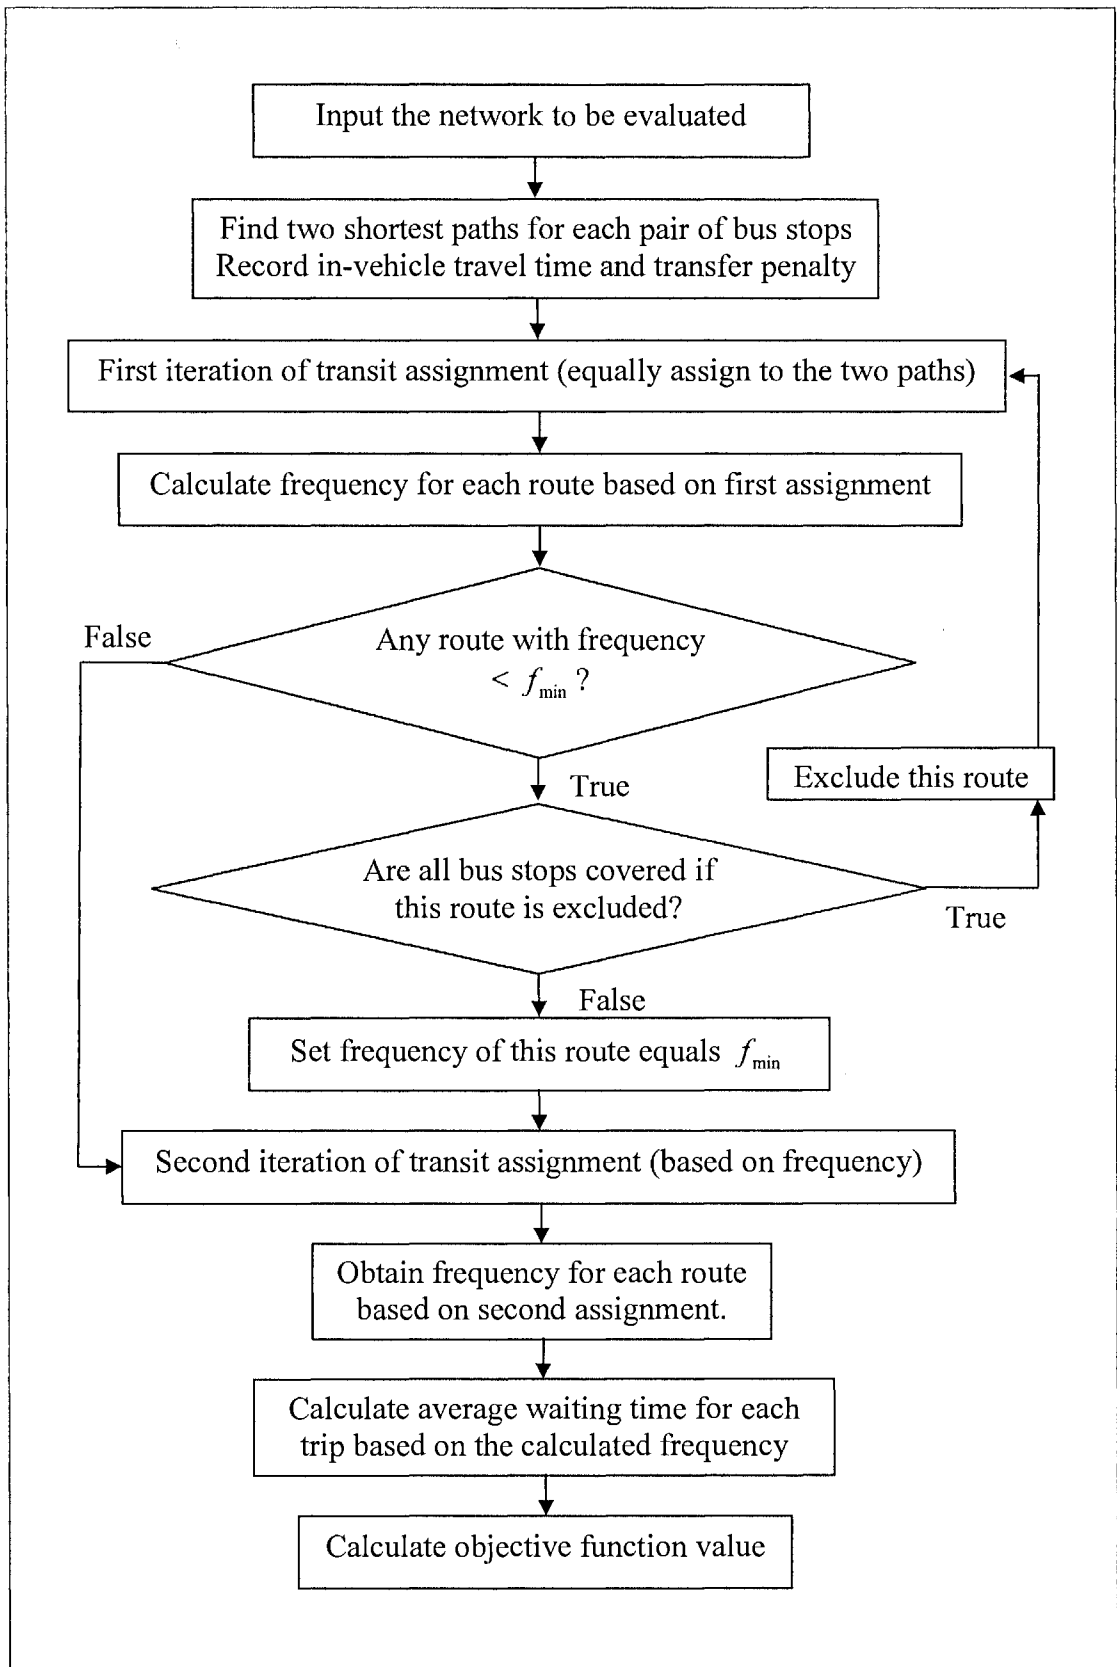 Input the network to be evaluated
Find two shortest paths for each pair of bus stops
Record in-vehicle travel time and transfer penalty
First iteration of transit assignment (equally assign to the two paths)
Calculate frequency for each route based on first assignment
False
Any route with frequency
< f_min ?
True
Exclude this route
Are all bus stops covered if
this route is excluded?
True
False
Set frequency of this route equals f_min
Second iteration of transit assignment (based on frequency)
Obtain frequency for each route
based on second assignment.
Calculate average waiting time for each
trip based on the calculated frequency
Calculate objective function value